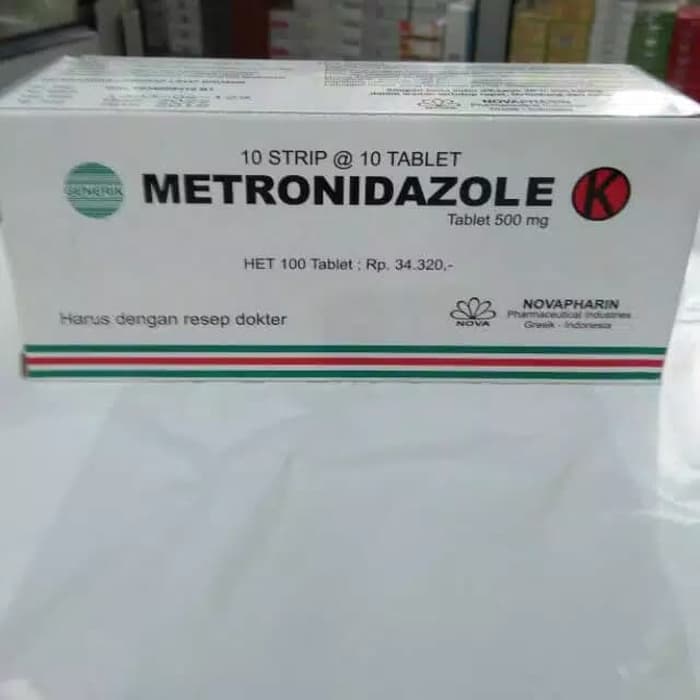 NOVAPHARIN
10 STRIP @ 10 TABLET
GENERIK
METRONIDAZOLE
K
Tablet 500 mg
HET 100 Tablet : Rp. 34.320,-
Harus dengan resep dokter
NOVA
NOVAPHARIN
Pharmaceutical Industries
Gresik - Indonesia